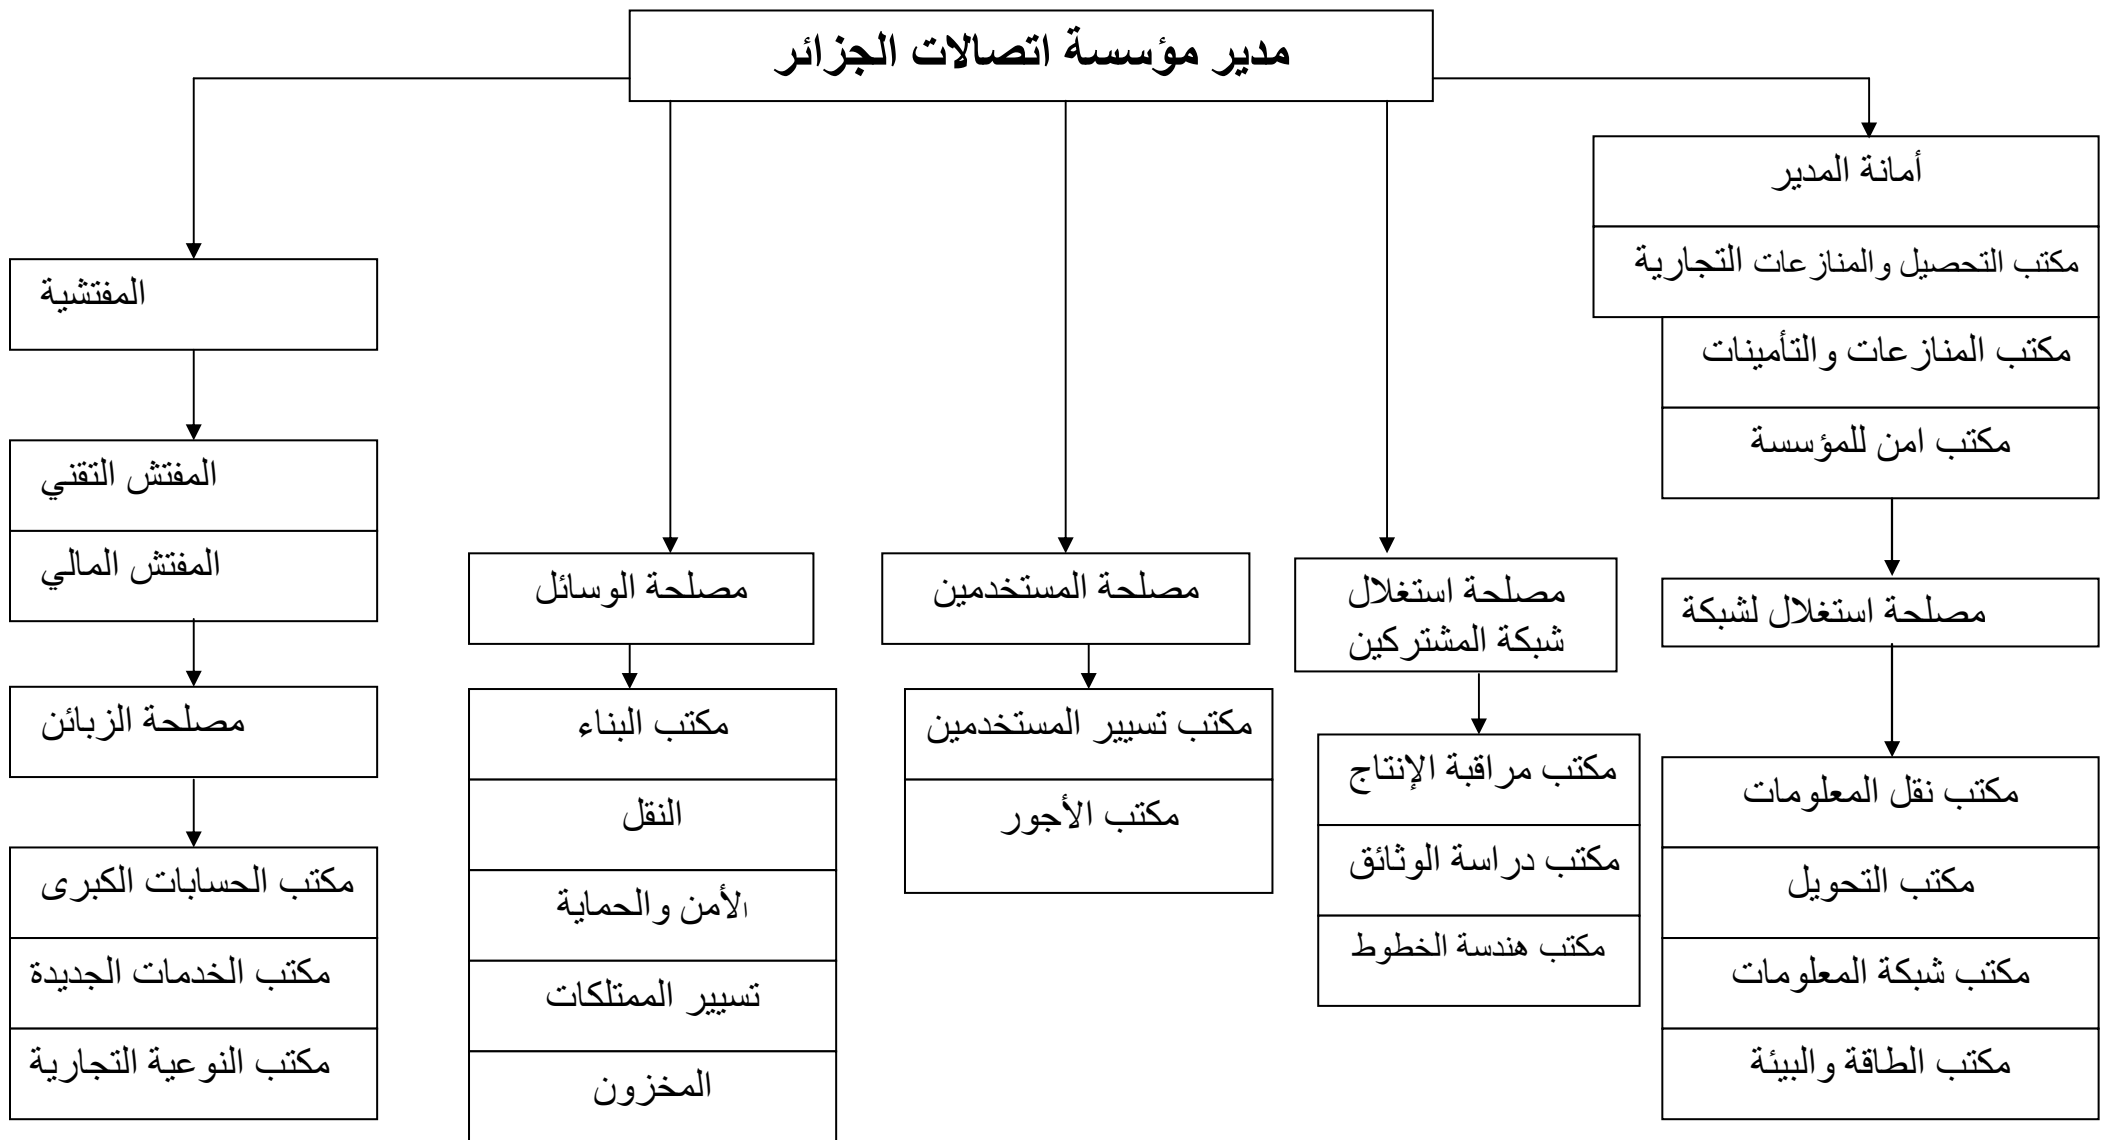 مدير مؤسسة اتصالات الجزائر
أمانة المدير
مكتب التحصيل والمنازعات التجارية
مكتب المنازعات والتأمينات
مكتب امن للمؤسسة
مصلحة استغلال لشبكة
مكتب نقل المعلومات
مكتب التحويل
مكتب شبكة المعلومات
مكتب الطاقة والبيئة
مصلحة استغلال
شبكة المشتركين
مكتب مراقبة الإنتاج
مكتب دراسة الوثائق
مكتب هندسة الخطوط
مصلحة المستخدمين
مكتب تسيير المستخدمين
مكتب الأجور
مصلحة الوسائل
مكتب البناء
النقل
الأمن والحماية
تسيير الممتلكات
المخزون
المفتشية
المفتش التقني
المفتش المالي
مصلحة الزبائن
مكتب الحسابات الكبرى
مكتب الخدمات الجديدة
مكتب النوعية التجارية